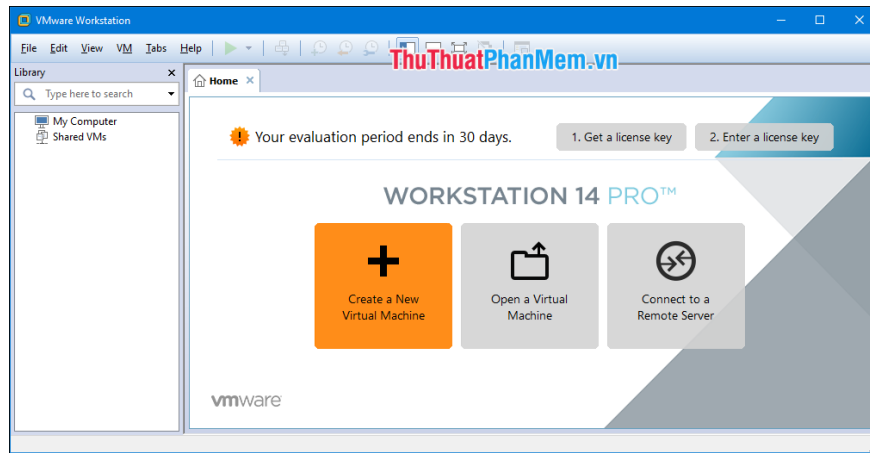 VMware Workstation
File Edit View VM Tabs Help
ThuThuatPhanMem.vn
Library
Home
Type here to search
My Computer
Shared VMs
Your evaluation period ends in 30 days.
1. Get a license key
2. Enter a license key
WORKSTATION 14 PRO™
Create a New
Virtual Machine
Open a Virtual
Machine
Connect to a
Remote Server
vmware